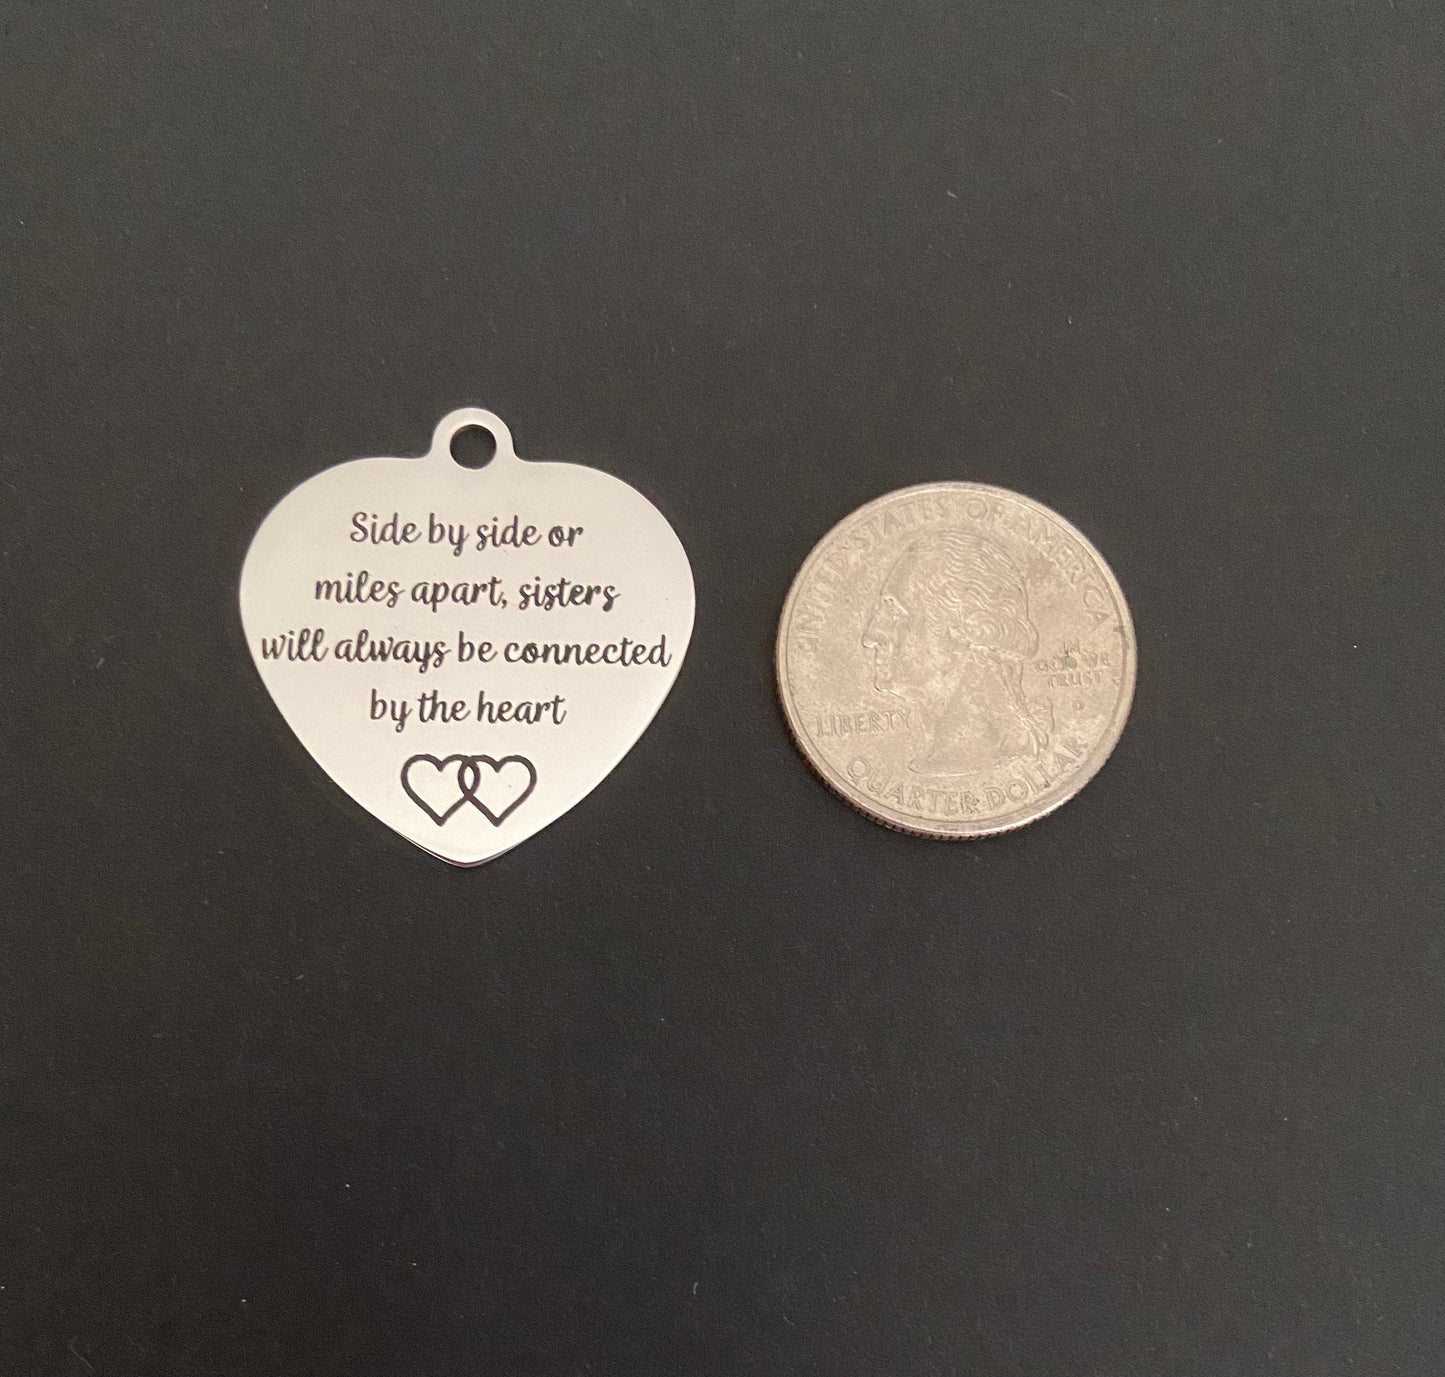 Side by side or
miles apart, sisters
will always be connected
by the heart
UNITED STATES OF AMERICA
IN
GOD WE
TRUST
D
LIBERTY
QUARTER DOLLAR